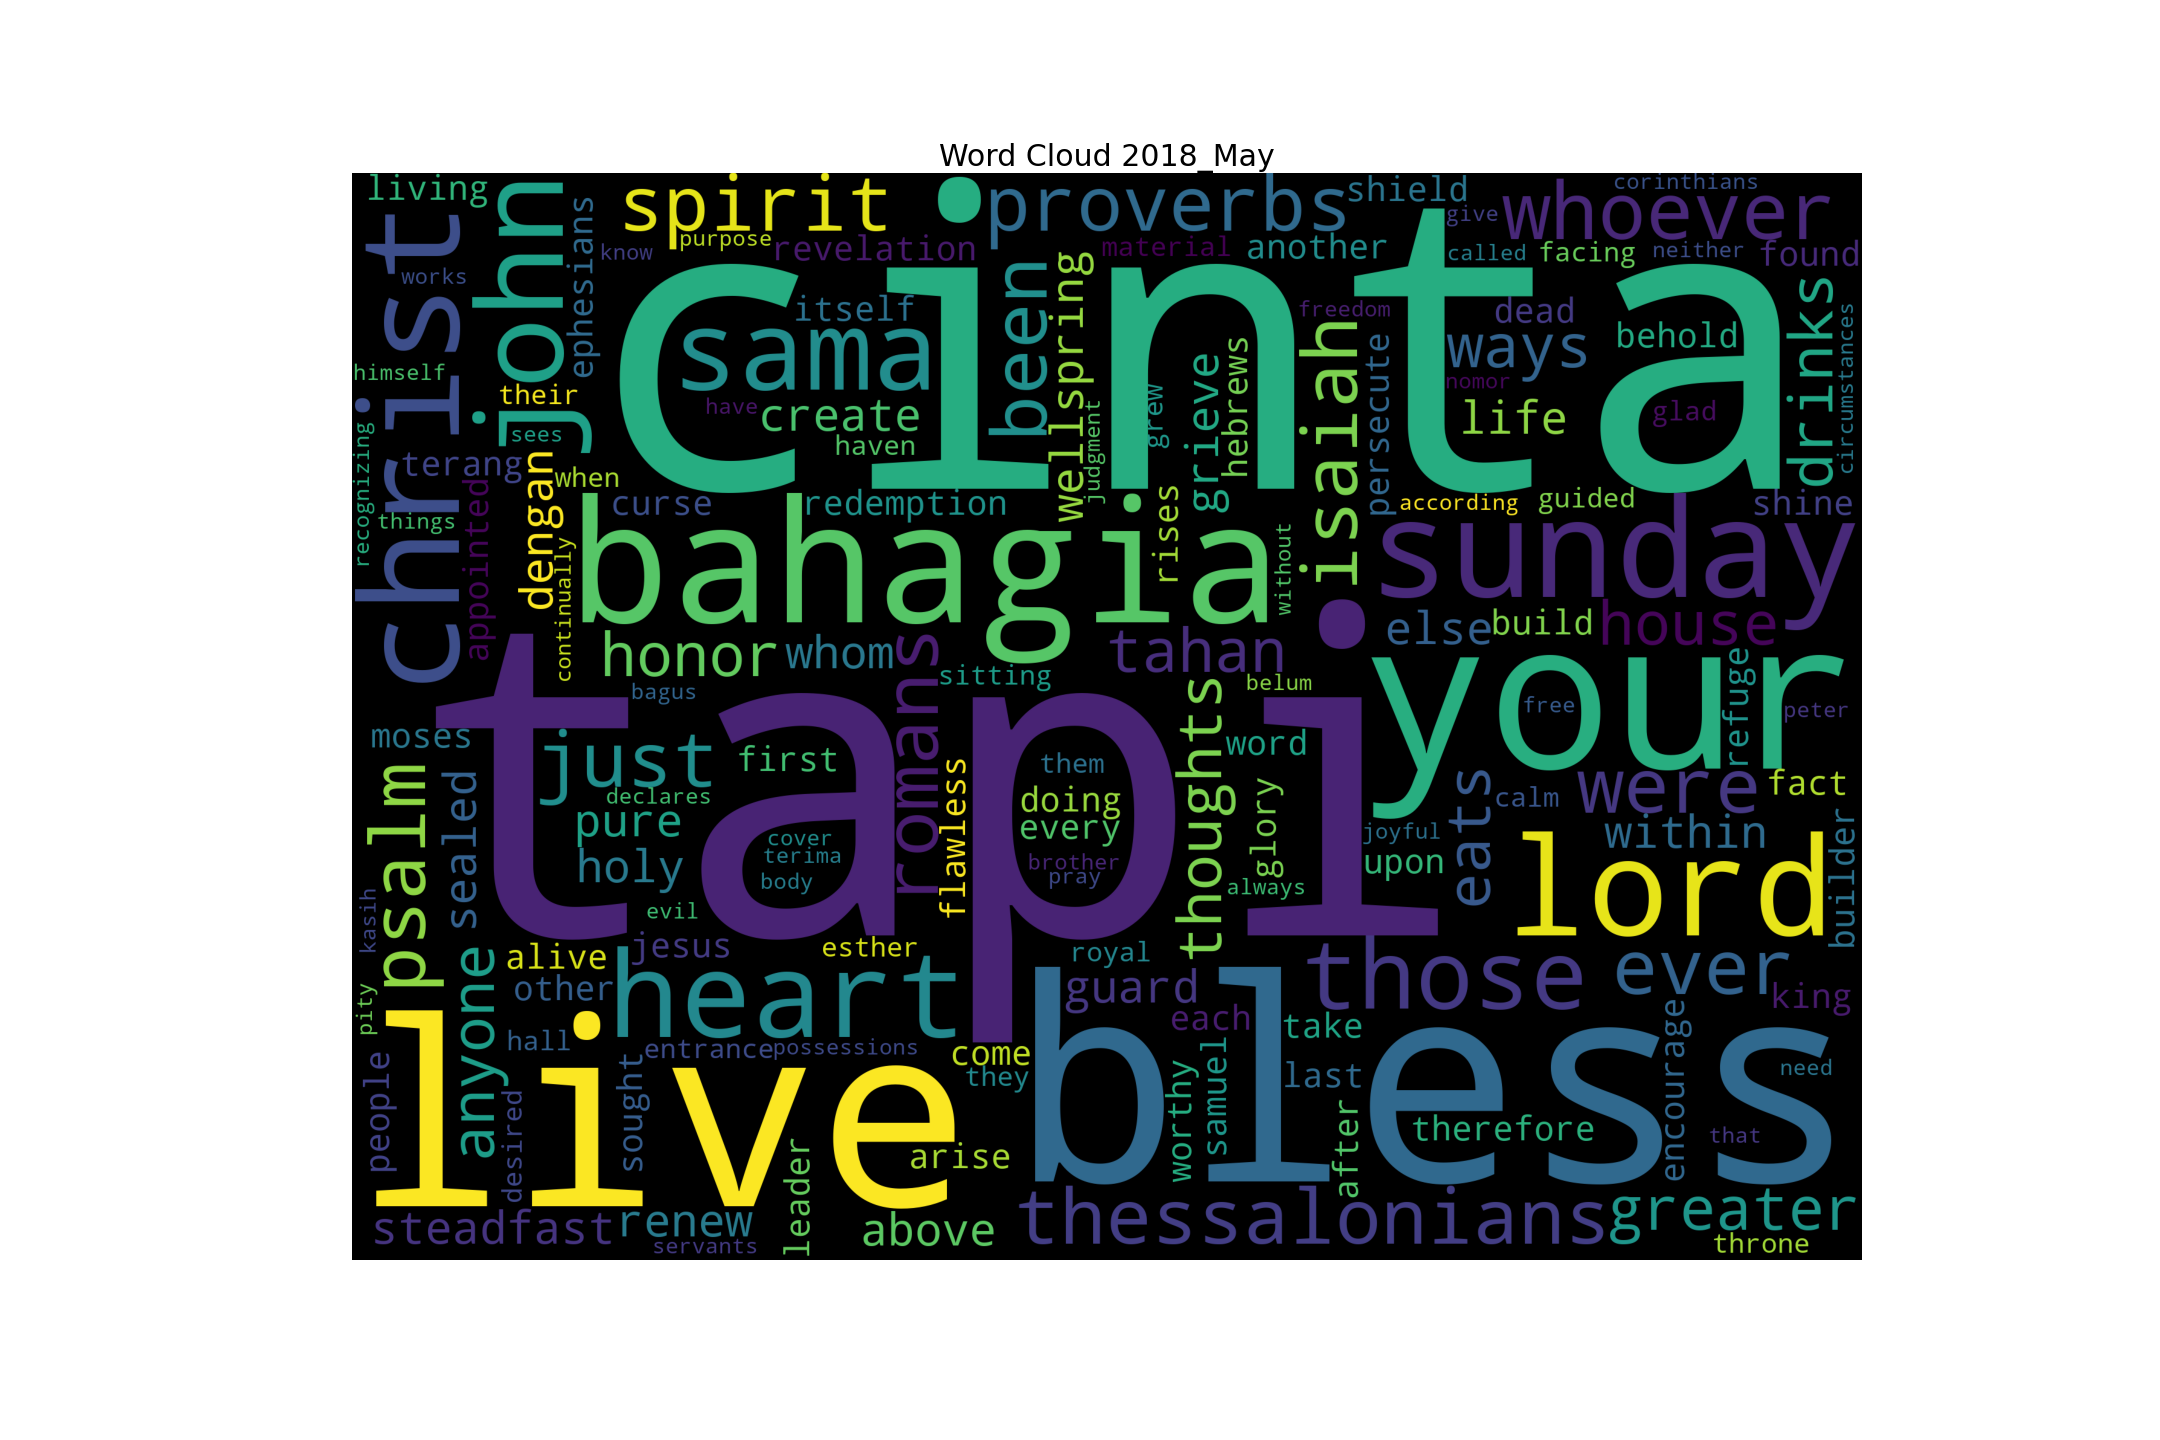 Word Cloud 2018_May
living
spirit
proverbs
shield
corinthians
give
whoever
john
christ
ephesians
know
purpose
revelation
material
another
called
facing
neither
found
works
cinta
been
wellspring
itself
sama
freedom
dead
ways
behold
drinks
circumstances
himself
their
have
create
haven
grew
judgment
grieve
hebrews
isaiah
persecute
nomor
life
glad
sees
recognizing
terang
dengan
when
curse
redemption
rises
according
guided
shine
things
appointed
continually
bahagia
without
sunday
honor
whom
tahan
else
build
house
sitting
belum
your
refuge
bagus
romans
free
peter
moses
just
first
tapi
thoughts
word
psalm
sealed
declares
pure
them
doing
every
flawless
glory
calm
were
fact
cover
terima
body
holy
brother
pray
always
joyful
upon
eats
within
builder
lord
kasih
evil
jesus
esther
royal
alive
other
anyone
heart
guard
those
ever
king
pity
each
take
people
hall
entrance
possessions
come
they
live
bless
last
encourage
need
desired
sought
worthy
samuel
after
therefore
that
leader
arise
steadfast
renew
servants
above
thessalonians
greater
throne